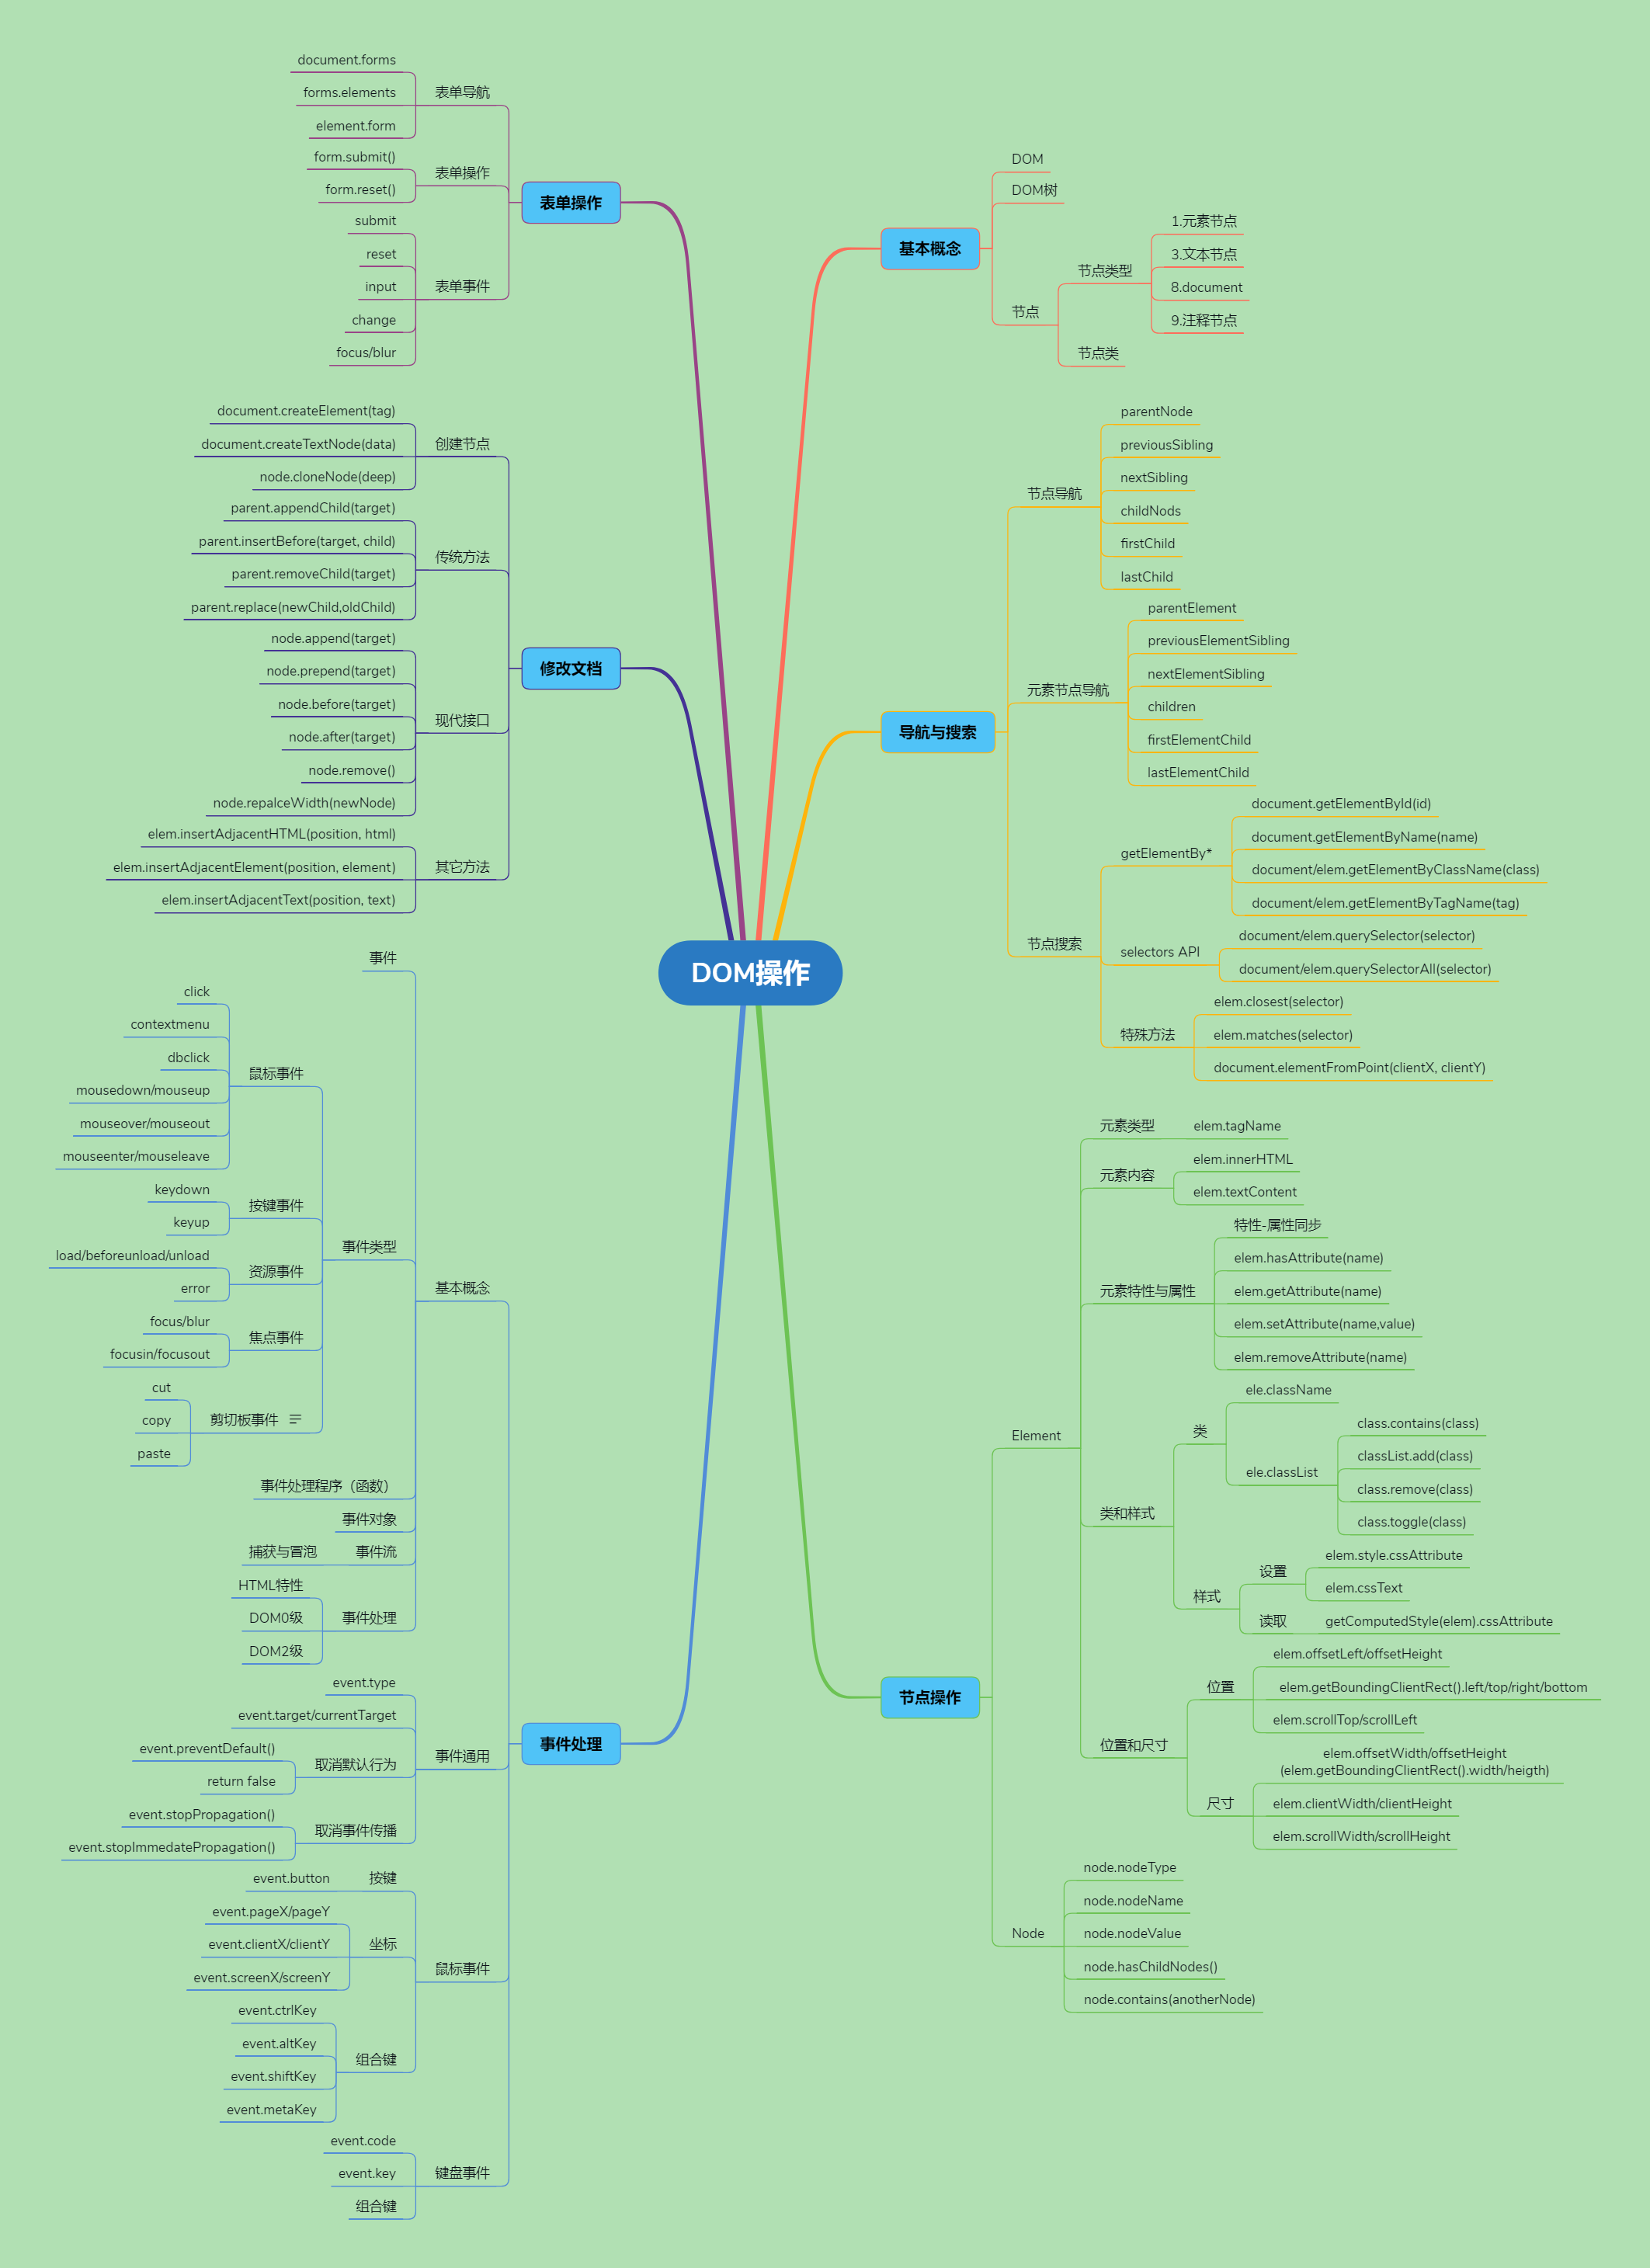 DOM操作
基本概念
DOM
DOM树
节点
节点类型
1.元素节点
3.文本节点
8.document
9.注释节点
节点类
导航与搜索
节点导航
parentNode
previousSibling
nextSibling
childNods
firstChild
lastChild
元素节点导航
parentElement
previousElementSibling
nextElementSibling
children
firstElementChild
lastElementChild
节点搜索
getElementBy*
document.getElementById(id)
document.getElementByName(name)
document/elem.getElementByClassName(class)
document/elem.getElementByTagName(tag)
selectors API
document/elem.querySelector(selector)
document/elem.querySelectorAll(selector)
特殊方法
elem.closest(selector)
elem.matches(selector)
document.elementFromPoint(clientX, clientY)
节点操作
Element
元素类型
elem.tagName
元素内容
elem.innerHTML
elem.textContent
元素特性与属性
特性-属性同步
elem.hasAttribute(name)
elem.getAttribute(name)
elem.setAttribute(name,value)
elem.removeAttribute(name)
类和样式
类
ele.className
ele.classList
class.contains(class)
classList.add(class)
class.remove(class)
class.toggle(class)
样式
设置
elem.style.cssAttribute
elem.cssText
读取
getComputedStyle(elem).cssAttribute
位置和尺寸
位置
elem.offsetLeft/offsetHeight
elem.getBoundingClientRect().left/top/right/bottom
elem.scrollTop/scrollLeft
尺寸
elem.offsetWidth/offsetHeight
(elem.getBoundingClientRect().width/heigth)
elem.clientWidth/clientHeight
elem.scrollWidth/scrollHeight
Node
node.nodeType
node.nodeName
node.nodeValue
node.hasChildNodes()
node.contains(anotherNode)
表单操作
表单导航
document.forms
forms.elements
element.form
表单操作
form.submit()
form.reset()
表单事件
submit
reset
input
change
focus/blur
修改文档
创建节点
document.createElement(tag)
document.createTextNode(data)
node.cloneNode(deep)
传统方法
parent.appendChild(target)
parent.insertBefore(target, child)
parent.removeChild(target)
parent.replace(newChild,oldChild)
现代接口
node.append(target)
node.prepend(target)
node.before(target)
node.after(target)
node.remove()
node.repalceWidth(newNode)
其它方法
elem.insertAdjacentHTML(position, html)
elem.insertAdjacentElement(position, element)
elem.insertAdjacentText(position, text)
事件处理
基本概念
事件
事件类型
鼠标事件
click
contextmenu
dbclick
mousedown/mouseup
mouseover/mouseout
mouseenter/mouseleave
按键事件
keydown
keyup
资源事件
load/beforeunload/unload
error
焦点事件
focus/blur
focusin/focusout
剪切板事件
cut
copy
paste
事件处理程序（函数）
事件对象
事件流
捕获与冒泡
事件处理
HTML特性
DOM0级
DOM2级
事件通用
event.type
event.target/currentTarget
取消默认行为
event.preventDefault()
return false
取消事件传播
event.stopPropagation()
event.stopImmedatePropagation()
鼠标事件
按键
event.button
坐标
event.pageX/pageY
event.clientX/clientY
event.screenX/screenY
组合键
event.ctrlKey
event.altKey
event.shiftKey
event.metaKey
键盘事件
event.code
event.key
组合键